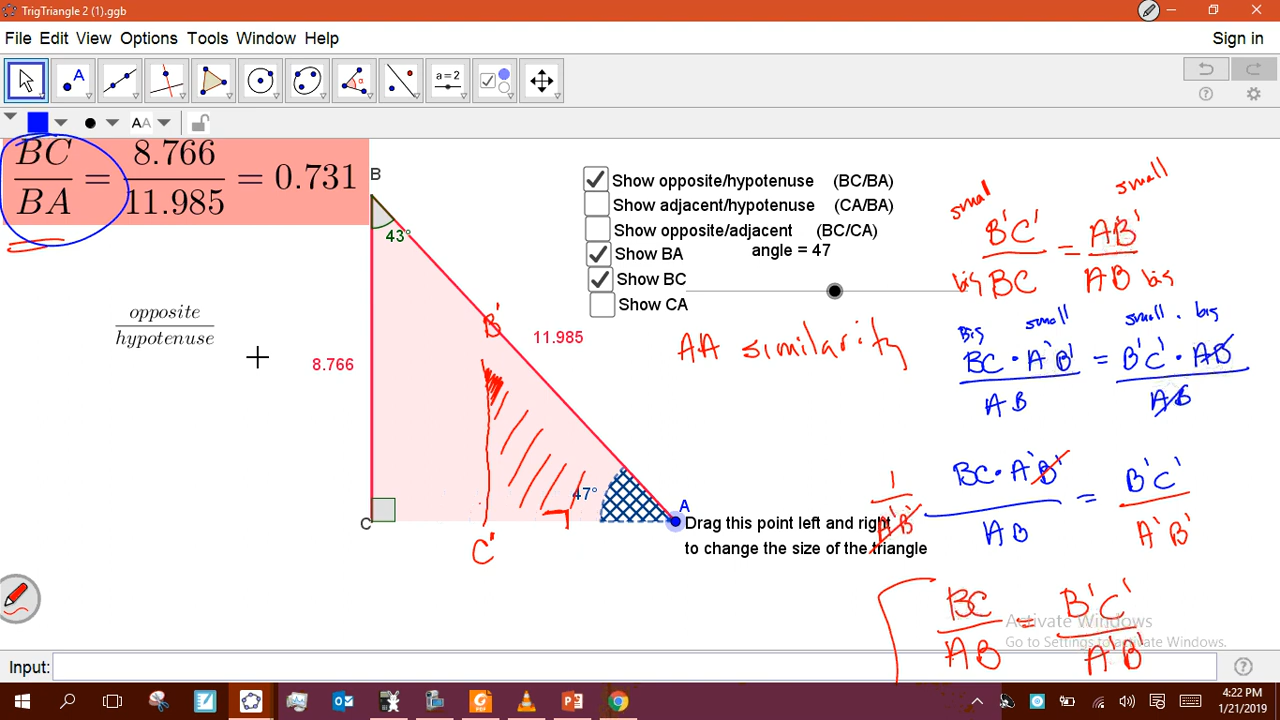 TrigTriangle 2 (1).ggb
File Edit View Options Tools Window Help
Sign in
A
a = 2
AA
BC/BA = 8.766/11.985 = 0.731
opposite/hypotenuse
B
43°
8.766
11.985
B'
C
C'
47°
A
Drag this point left and right
to change the size of the triangle
Show opposite/hypotenuse (BC/BA)
Show adjacent/hypotenuse (CA/BA)
Show opposite/adjacent (BC/CA)
angle = 47
Show BA
Show BC
Show CA
AA similarity
small small
B'C' = AB'
big BC AB big
Big small small . big
BC · A'B' = B'C' · AB
AB AB
1 BC · A'B' = B'C'
A'B' AB A'B'
BC = B'C'
AB A'B'
Activate Windows
Go to Settings to activate Windows.
Input:
4:22 PM
1/21/2019